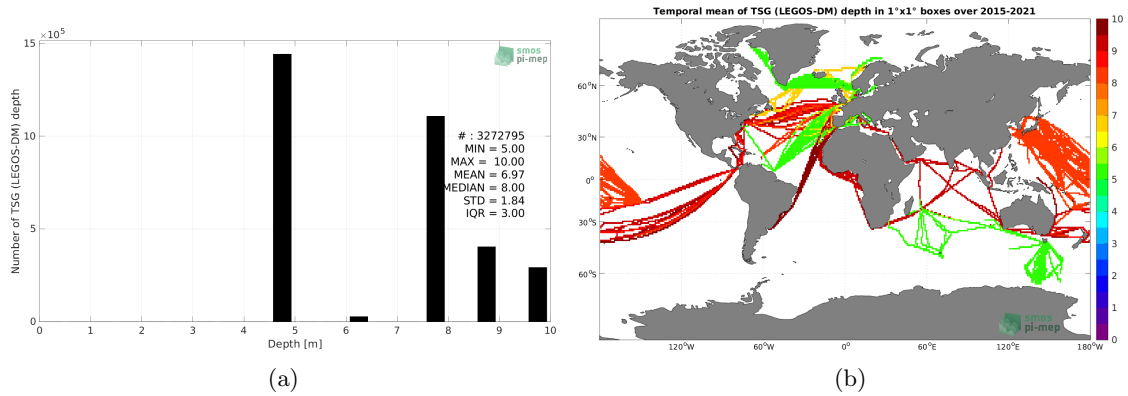 ×10⁵
15
10
5
0
Number of TSG (LEGOS-DM) depth
smos
pi-mep
# : 3272795
MIN = 5.00
MAX = 10.00
MEAN = 6.97
MEDIAN = 8.00
STD = 1.84
IQR = 3.00
0 1 2 3 4 5 6 7 8 9 10
Depth [m]
(a)
Temporal mean of TSG (LEGOS-DM) depth in 1°x1° boxes over 2015-2021
60°N
30°N
0°
30°S
60°S
120°W 60°W 0° 60°E 120°E 180°W
smos
pi-mep
10
9
8
7
6
5
4
3
2
1
0
(b)